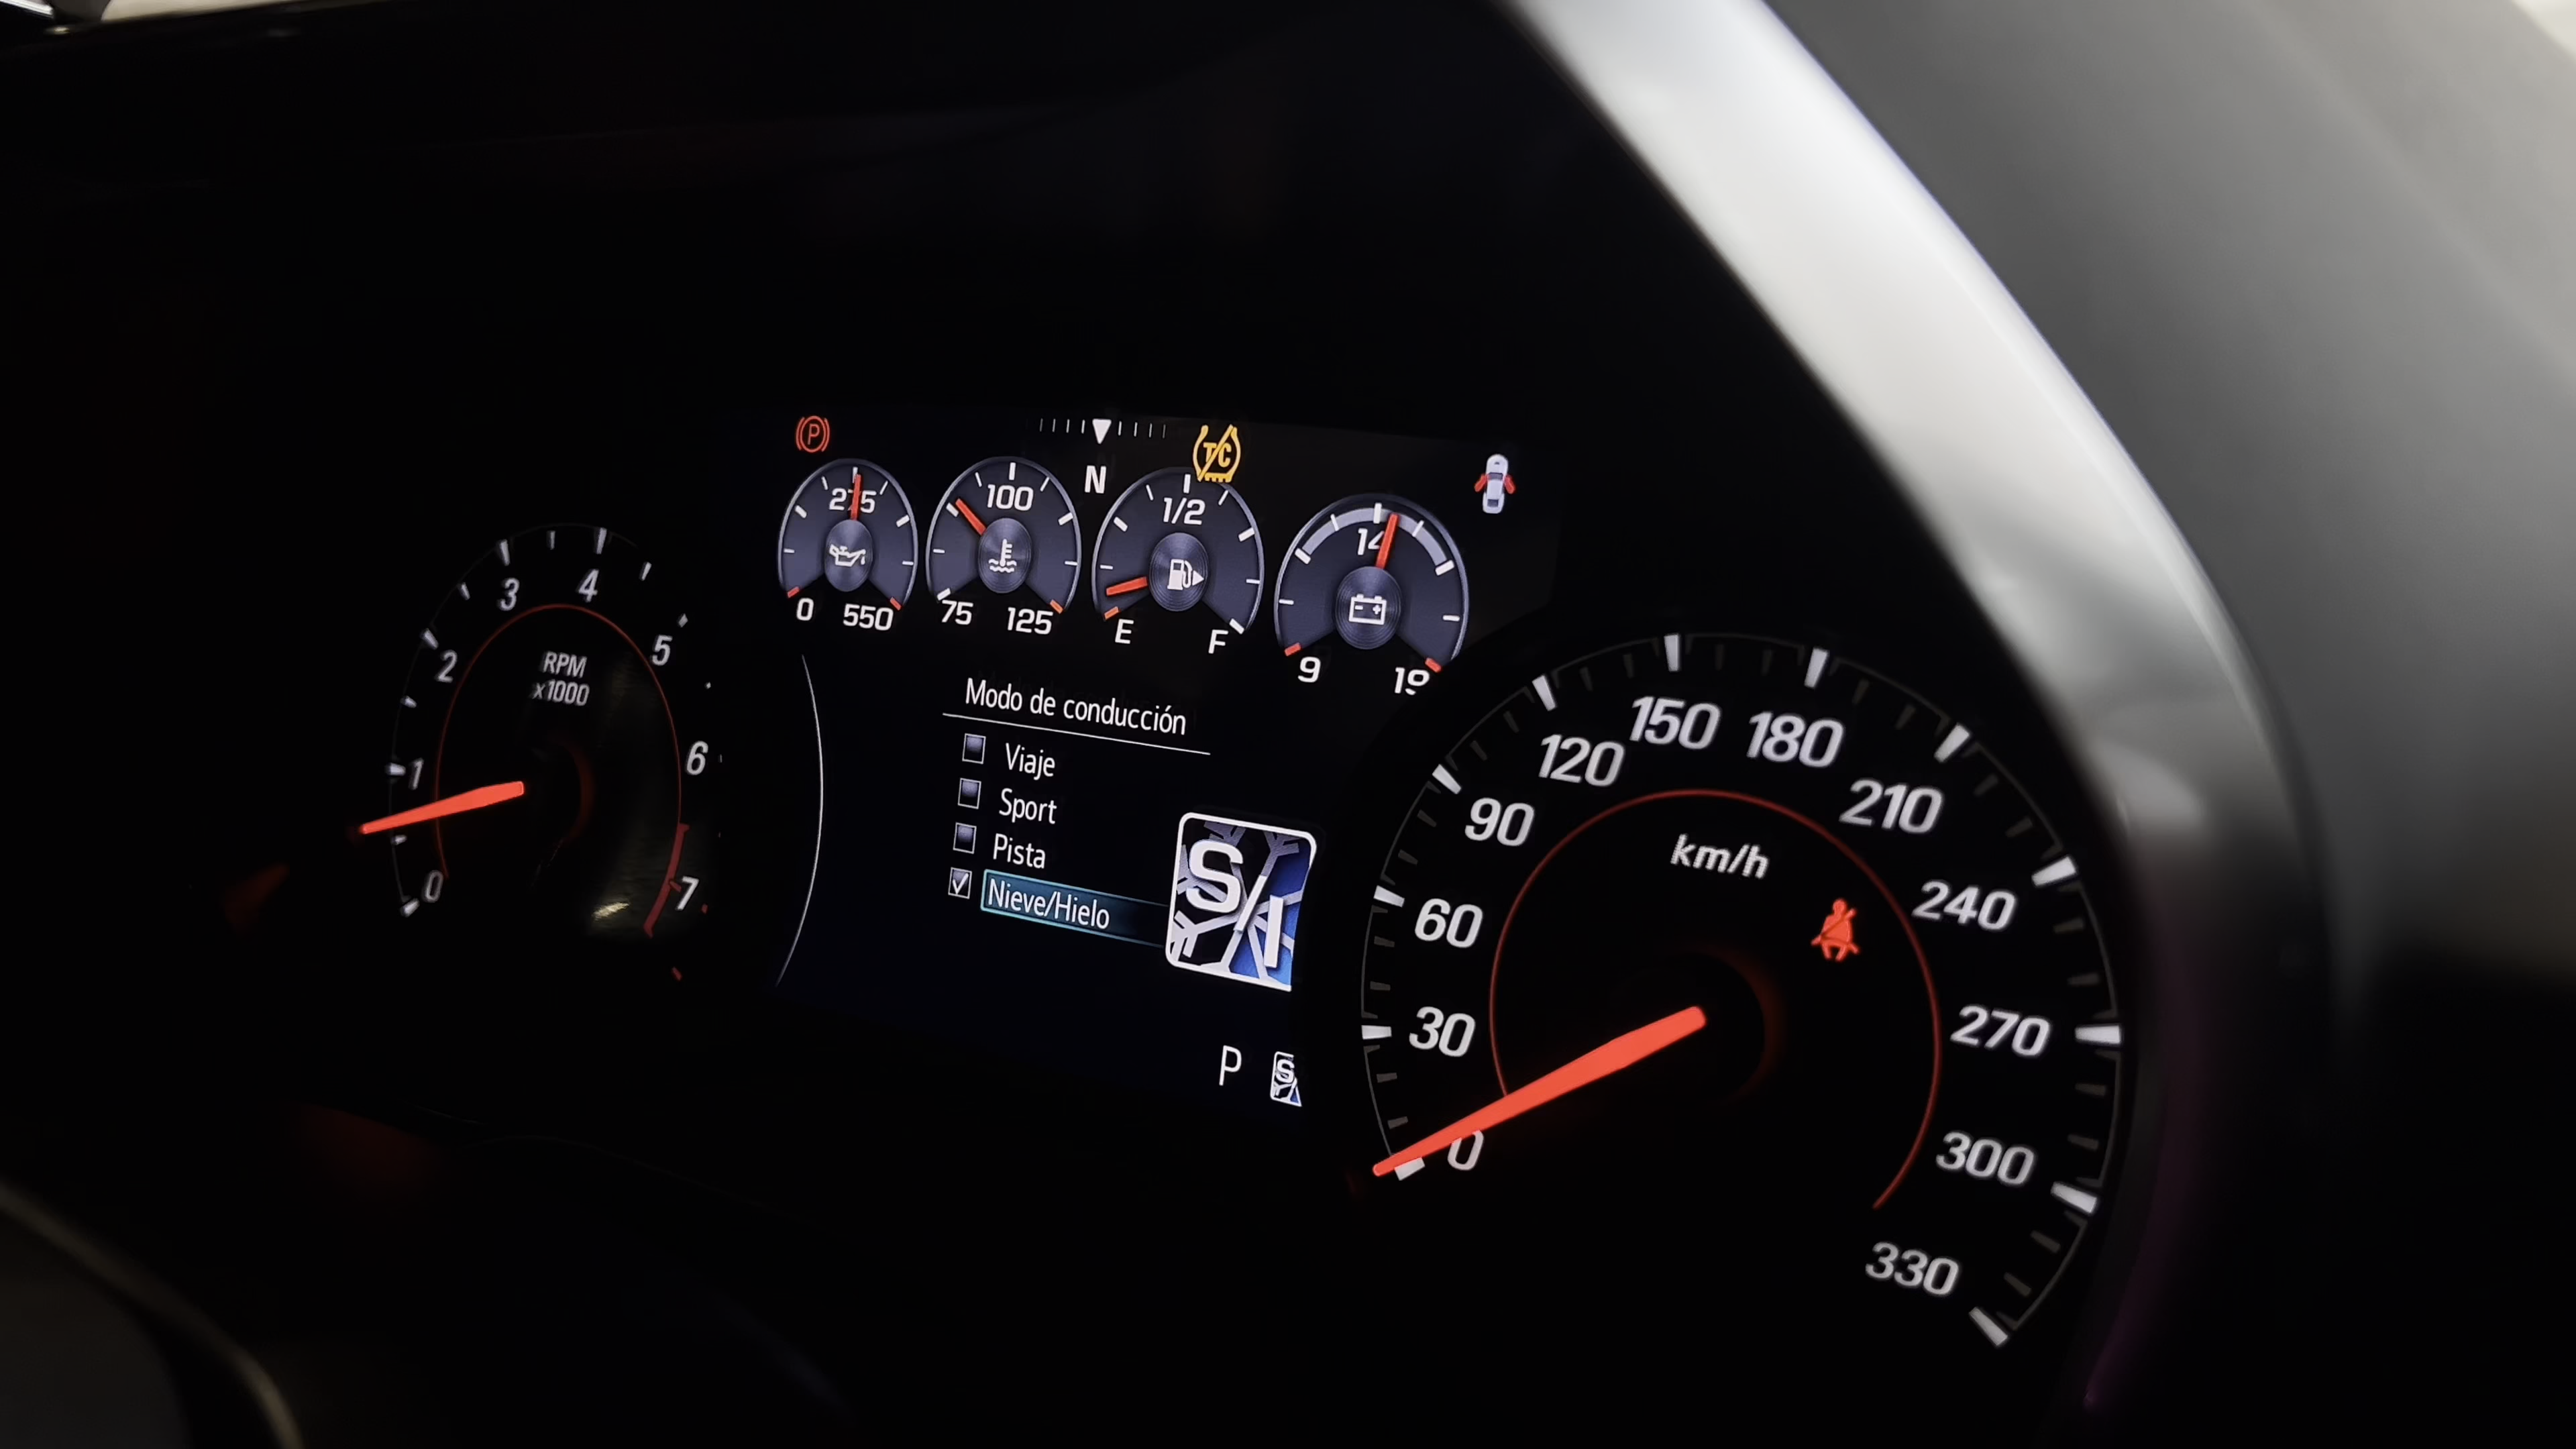 P
N
TC
275
0 550
100
75 125
1/2
E F
14
9 19
RPM
x1000
0
1
2
3
4
5
6
7
Modo de conducción
Viaje
Sport
Pista
Nieve/Hielo
S/I
P
S/
km/h
0
30
60
90
120
150
180
210
240
270
300
330